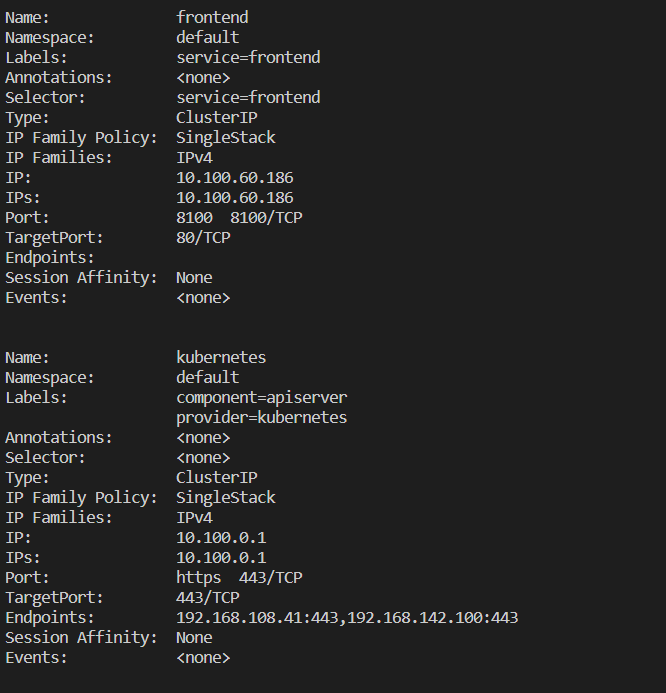 Name: frontend
Namespace: default
Labels: service=frontend
Annotations: <none>
Selector: service=frontend
Type: ClusterIP
IP Family Policy: SingleStack
IP Families: IPv4
IP: 10.100.60.186
IPs: 10.100.60.186
Port: 8100 8100/TCP
TargetPort: 80/TCP
Endpoints:
Session Affinity: None
Events: <none>
Name: kubernetes
Namespace: default
Labels: component=apiserver
provider=kubernetes
Annotations: <none>
Selector: <none>
Type: ClusterIP
IP Family Policy: SingleStack
IP Families: IPv4
IP: 10.100.0.1
IPs: 10.100.0.1
Port: https 443/TCP
TargetPort: 443/TCP
Endpoints: 192.168.108.41:443,192.168.142.100:443
Session Affinity: None
Events: <none>